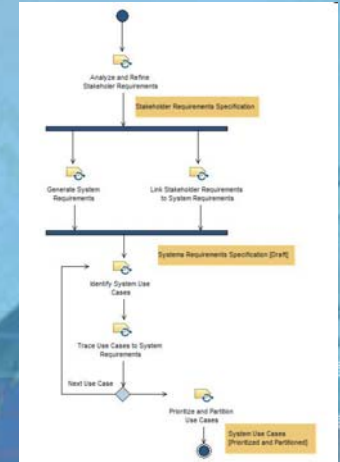 Analyze and Refine
Stakeholder Requirements
Stakeholder Requirements Specification
Generate System
Requirements
Link Stakeholder Requirements
to System Requirements
Systems Requirements Specification [Draft]
Identify System Use
Cases
Trace Use Cases to System
Requirements
Next Use Case
Prioritize and Partition
Use Cases
System Use Cases
[Prioritized and Partitioned]